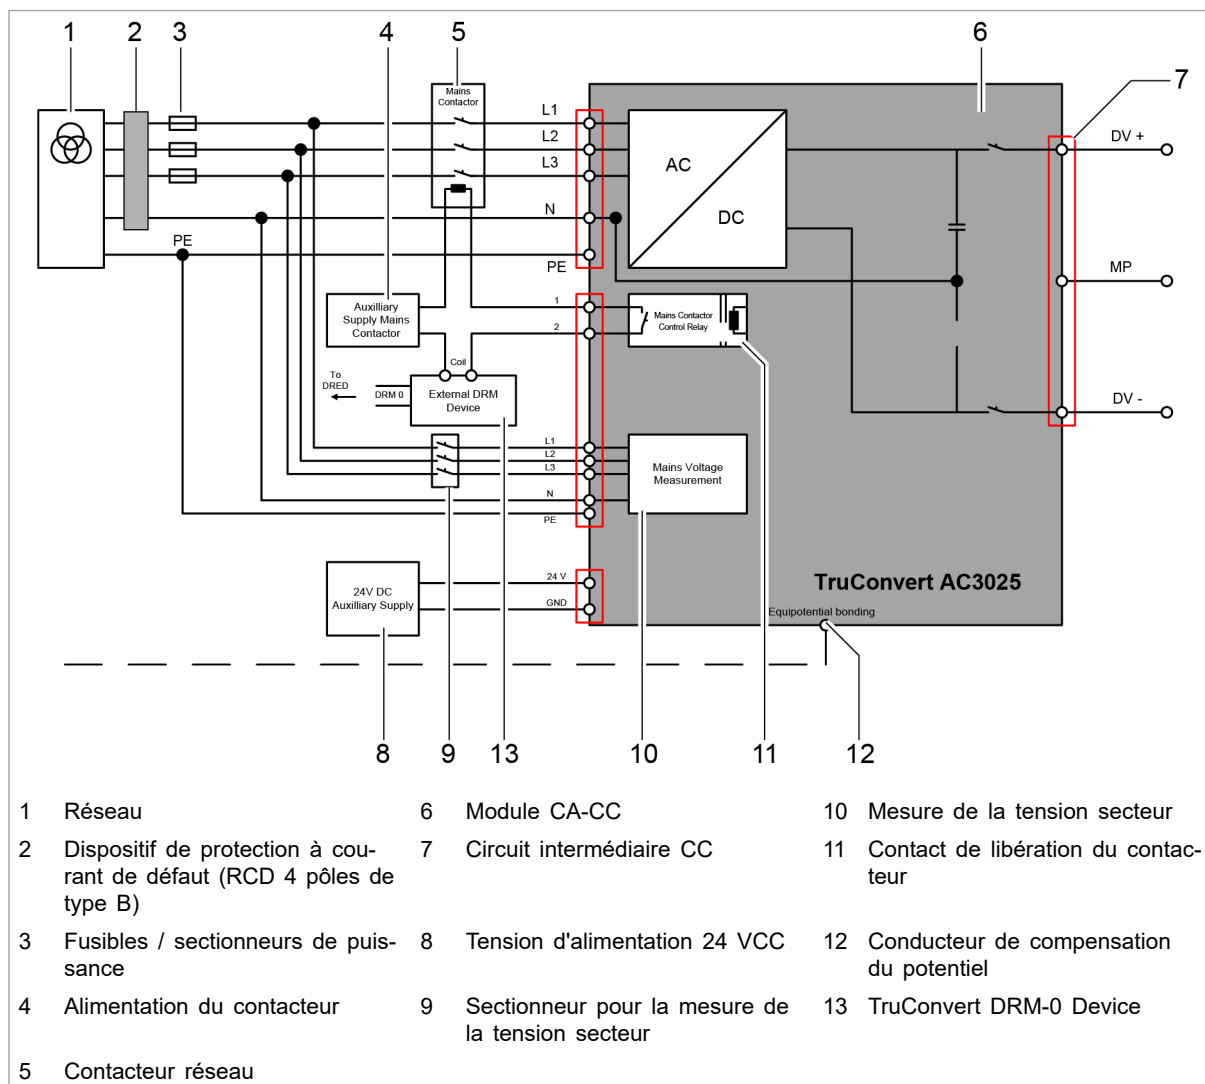 1 2 3 4 5 6
7
Mains
Contactor
L1
L2
L3
N
PE
PE
AC
DC
DV +
MP
DV -
Auxilliary
Supply Mains
Contactor
1
2
Mains Contactor
Control Relay
Coil
To
DRED
DRM 0
External DRM
Device
L1
L2
L3
N
PE
Mains Voltage
Measurement
24V DC
Auxilliary Supply
24 V
GND
TruConvert AC3025
Equipotential bonding
8 9 13 10 11 12
1 Réseau
2 Dispositif de protection à cou-
rant de défaut (RCD 4 pôles de
type B)
3 Fusibles / sectionneurs de puis-
sance
4 Alimentation du contacteur
5 Contacteur réseau
6 Module CA-CC
7 Circuit intermédiaire CC
8 Tension d'alimentation 24 VCC
9 Sectionneur pour la mesure de
la tension secteur
10 Mesure de la tension secteur
11 Contact de libération du contac-
teur
12 Conducteur de compensation
du potentiel
13 TruConvert DRM-0 Device